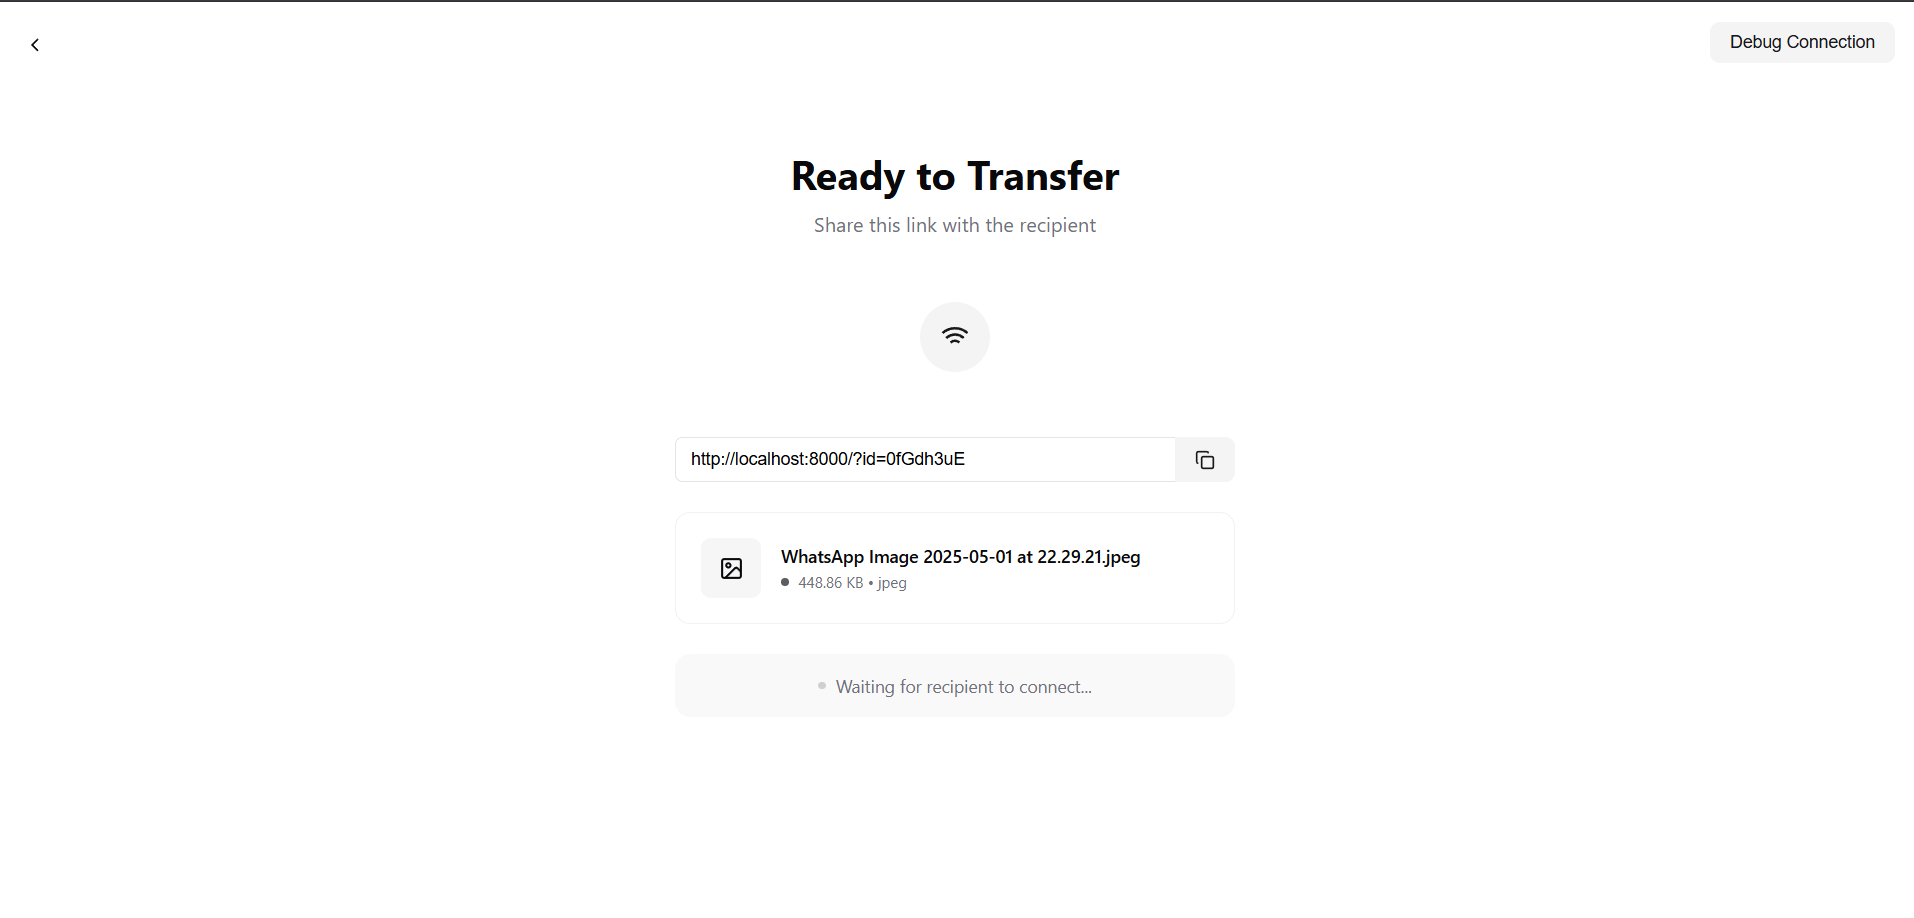 Debug Connection
Ready to Transfer
Share this link with the recipient
http://localhost:8000/?id=0fGdh3uE
WhatsApp Image 2025-05-01 at 22.29.21.jpeg
448.86 KB • jpeg
Waiting for recipient to connect...